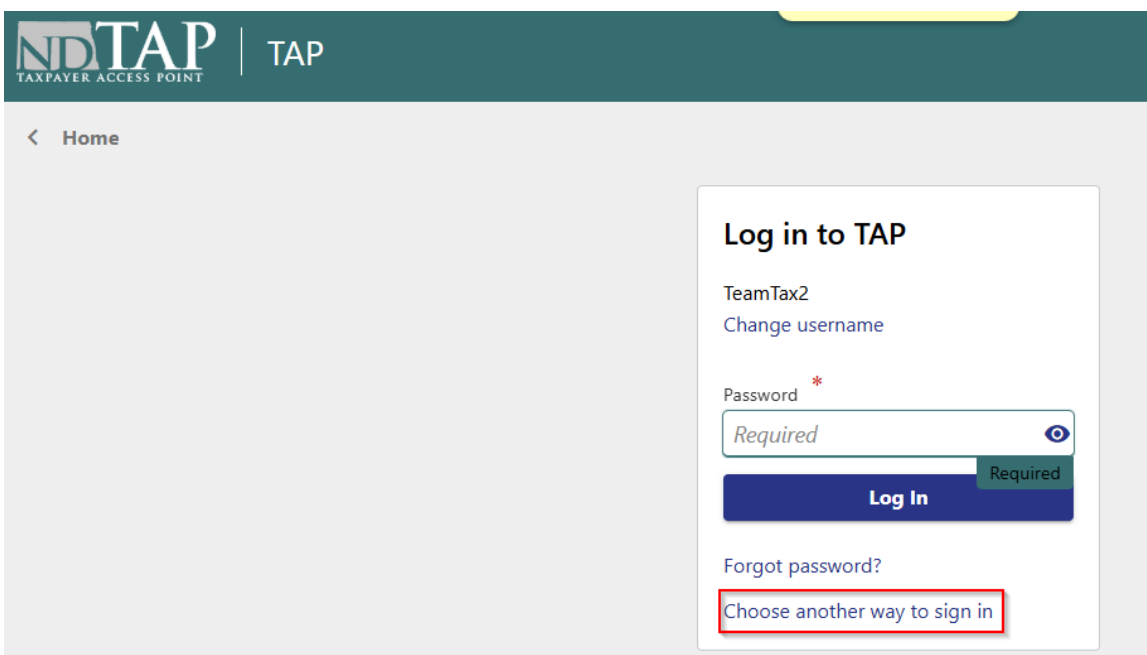 NDTAP
TAXPAYER ACCESS POINT
TAP
Home
Log in to TAP
TeamTax2
Change username
Password *
Required
Required
Log In
Forgot password?
Choose another way to sign in